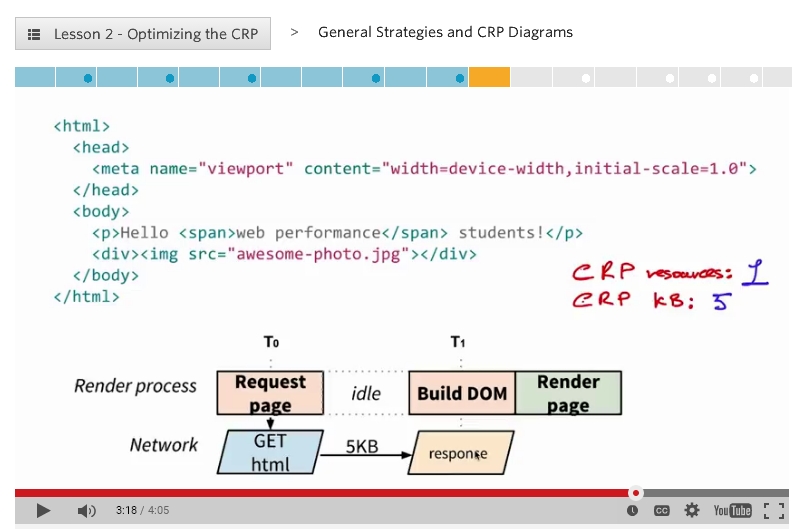 Lesson 2 - Optimizing the CRP > General Strategies and CRP Diagrams
<html>
<head>
<meta name="viewport" content="width=device-width,initial-scale=1.0">
</head>
<body>
<p>Hello <span>web performance</span> students!</p>
<div><img src="awesome-photo.jpg"></div>
</body>
</html>
CRP resources: 1
CRP kB: 5
T0 T1
Render process
Request page
idle
Build DOM
Render page
Network
GET html
5KB
response
3:18 / 4:05
CC
YouTube